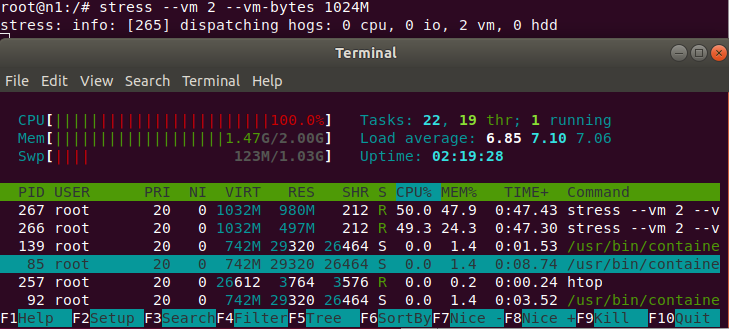 root@n1:/# stress --vm 2 --vm-bytes 1024M
stress: info: [265] dispatching hogs: 0 cpu, 0 io, 2 vm, 0 hdd
Terminal
File Edit View Search Terminal Help
CPU[|||||||||||||||||||||||100.0%] Tasks: 22, 19 thr; 1 running
Mem[|||||||||||||||||||1.47G/2.00G] Load average: 6.85 7.10 7.06
Swp[|||| 123M/1.03G] Uptime: 02:19:28
PID USER PRI NI VIRT RES SHR S CPU% MEM% TIME+ Command
267 root 20 0 1032M 980M 212 R 50.0 47.9 0:47.43 stress --vm 2 --v
266 root 20 0 1032M 497M 212 R 49.3 24.3 0:47.30 stress --vm 2 --v
139 root 20 0 742M 29320 26464 S 0.0 1.4 0:01.53 /usr/bin/containe
85 root 20 0 742M 29320 26464 S 0.0 1.4 0:08.74 /usr/bin/containe
257 root 20 0 26612 3764 3576 R 0.0 0.2 0:00.24 htop
92 root 20 0 742M 29320 26464 S 0.0 1.4 0:03.52 /usr/bin/containe
F1Help F2Setup F3SearchF4FilterF5Tree F6SortByF7Nice -F8Nice +F9Kill F10Quit